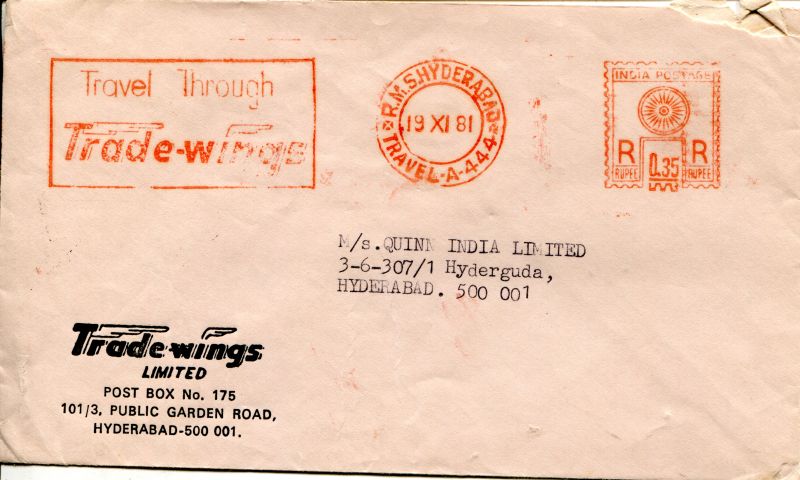 Travel Through
Trade-wings
R.M.S.HYDERABAD
19 XI 81
TRAVEL-A-444
INDIA POSTAGE
R 0.35 R
RUPEE RUPEE
M/s.QUINN INDIA LIMITED
3-6-307/1 Hyderguda,
HYDERABAD. 500 001
Trade-wings
LIMITED
POST BOX No. 175
101/3, PUBLIC GARDEN ROAD,
HYDERABAD-500 001.